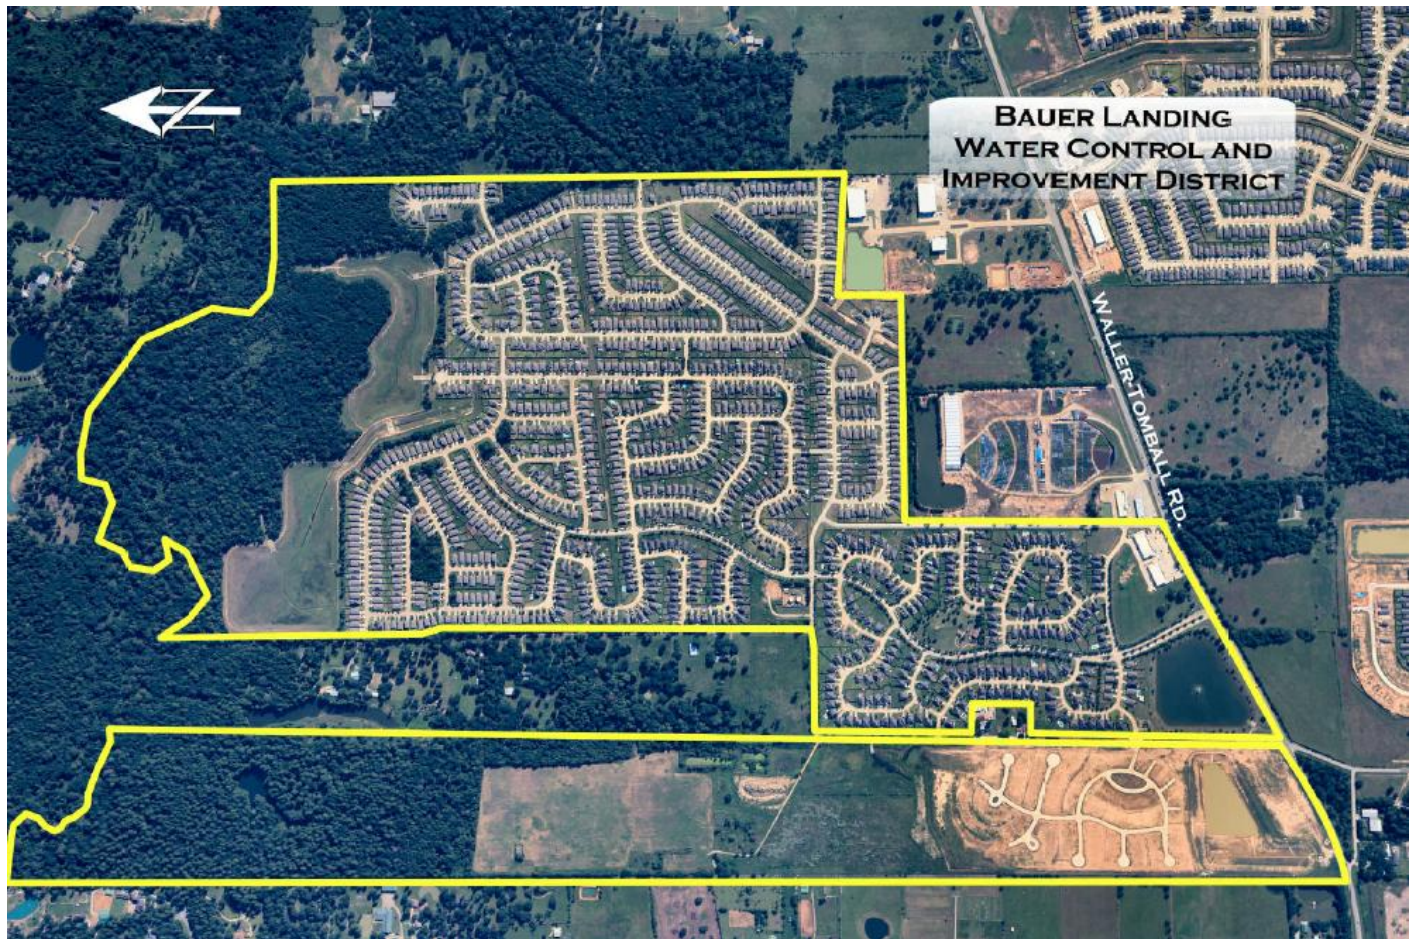 N
BAUER LANDING
WATER CONTROL AND
IMPROVEMENT DISTRICT
WALLER-TOMBALL RD.